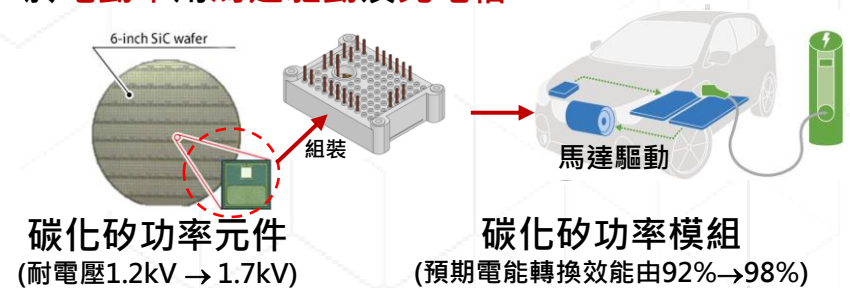 6-inch SiC wafer
組裝
馬達驅動
碳化矽功率元件
(耐電壓1.2kV → 1.7kV)
碳化矽功率模組
(預期電能轉換效能由92%→98%)